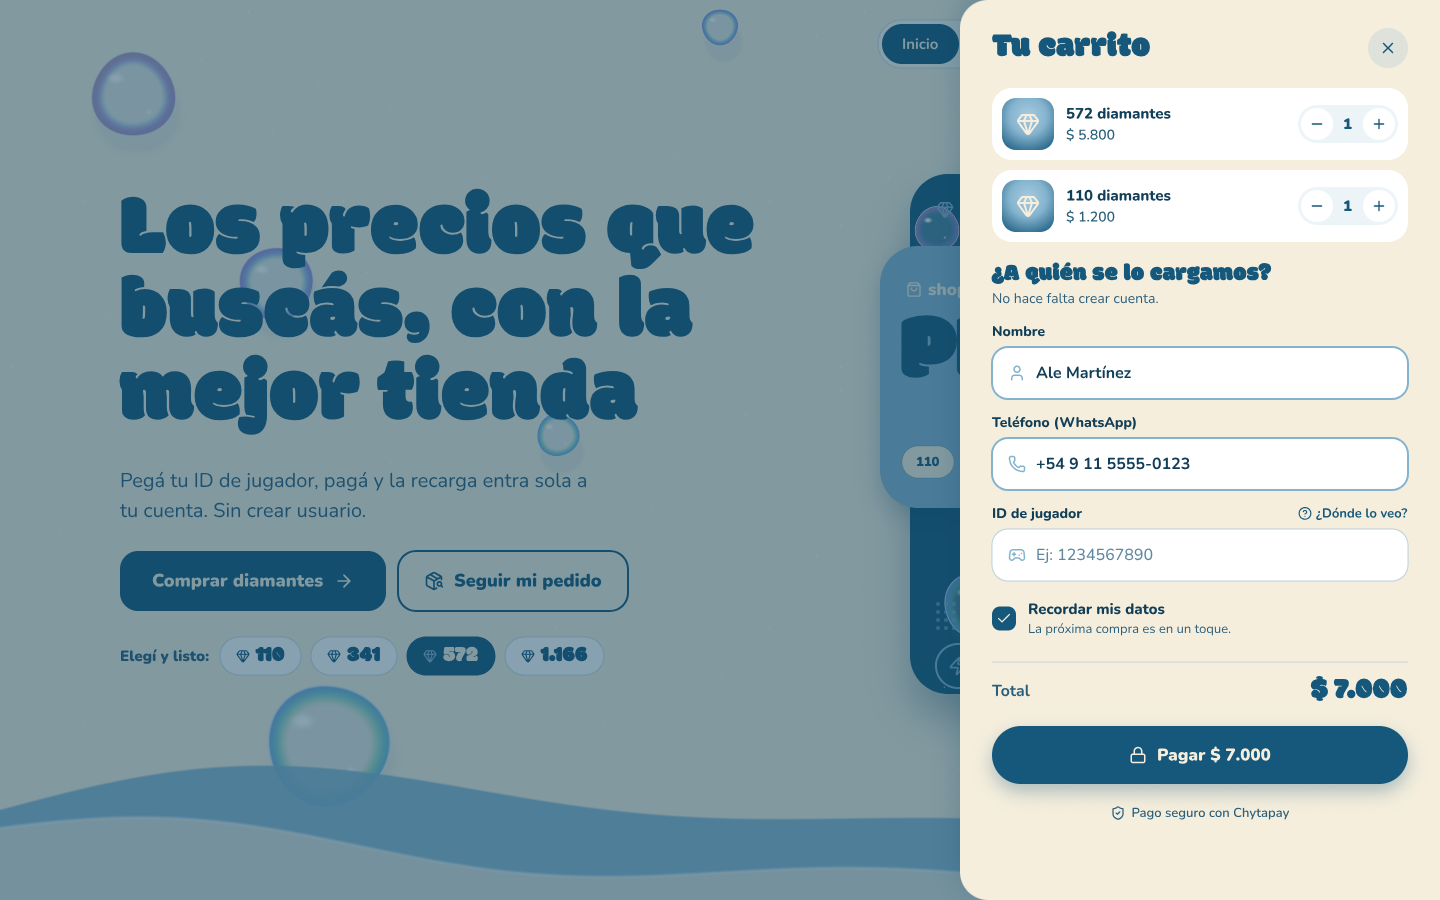 Inicio
Los precios que
buscás, con la
mejor tienda
Pegá tu ID de jugador, pagá y la recarga entra sola a
tu cuenta. Sin crear usuario.
Comprar diamantes
Seguir mi pedido
Elegí y listo:
110
341
572
1.166
110
Tu carrito
572 diamantes
$ 5.800
1
110 diamantes
$ 1.200
1
¿A quién se lo cargamos?
No hace falta crear cuenta.
Nombre
Ale Martínez
Teléfono (WhatsApp)
+54 9 11 5555-0123
ID de jugador
¿Dónde lo veo?
Ej: 1234567890
Recordar mis datos
La próxima compra es en un toque.
Total
$ 7.000
Pagar $ 7.000
Pago seguro con Chytapay